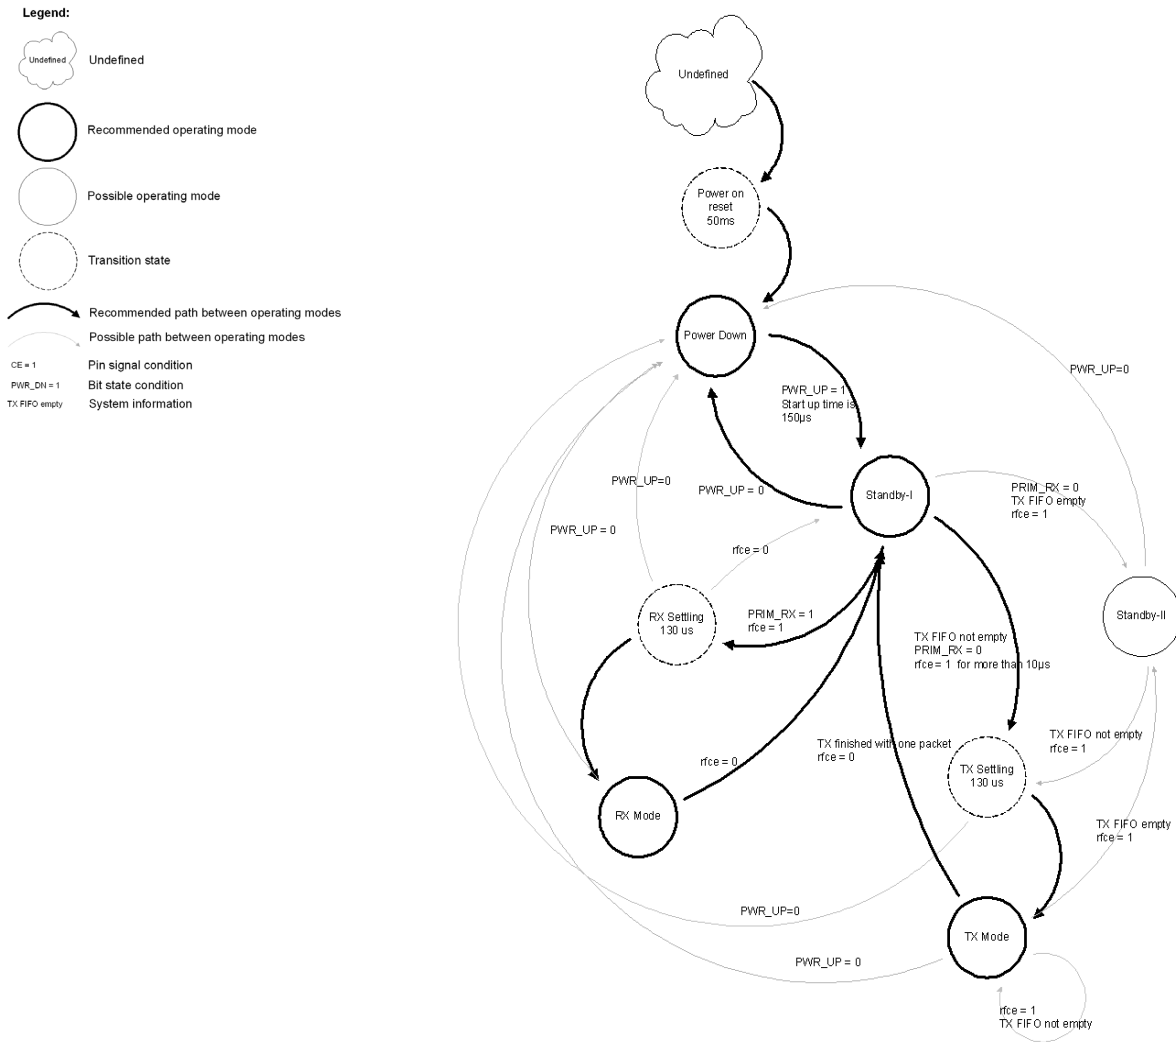 Legend:
Undefined
Undefined
Recommended operating mode
Possible operating mode
Transition state
Recommended path between operating modes
Possible path between operating modes
CE = 1
Pin signal condition
PWR_DN = 1
Bit state condition
TX FIFO empty
System information
Undefined
Power on
reset
50ms
Power Down
PWR_UP=0
PWR_UP = 1
Start up time is
150µs
PWR_UP=0
PWR_UP = 0
Standby-I
PRIM_RX = 0
TX FIFO empty
rfce = 1
PWR_UP = 0
rfce = 0
RX Settling
130 us
PRIM_RX = 1
rfce = 1
Standby-II
TX FIFO not empty
PRIM_RX = 0
rfce = 1 for more than 10µs
TX FIFO not empty
rfce = 1
TX finished with one packet
rfce = 0
rfce = 0
TX Settling
130 us
RX Mode
TX FIFO empty
rfce = 1
PWR_UP=0
TX Mode
PWR_UP = 0
rfce = 1
TX FIFO not empty